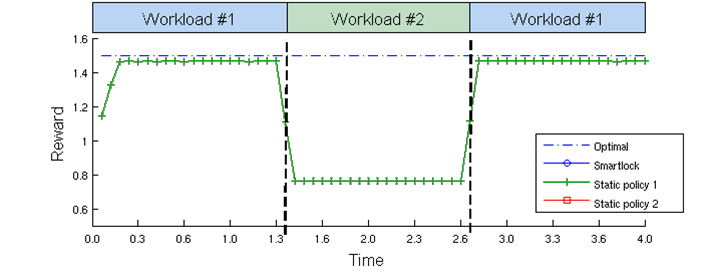 Workload #1 Workload #2 Workload #1
1.6
1.4
1.2
1
0.8
0.6
Reward
Optimal
Smartlock
Static policy 1
Static policy 2
0.0 0.3 0.6 1.0 1.3 1.6 2.0 2.3 2.6 3.0 3.3 3.6 4.0
Time